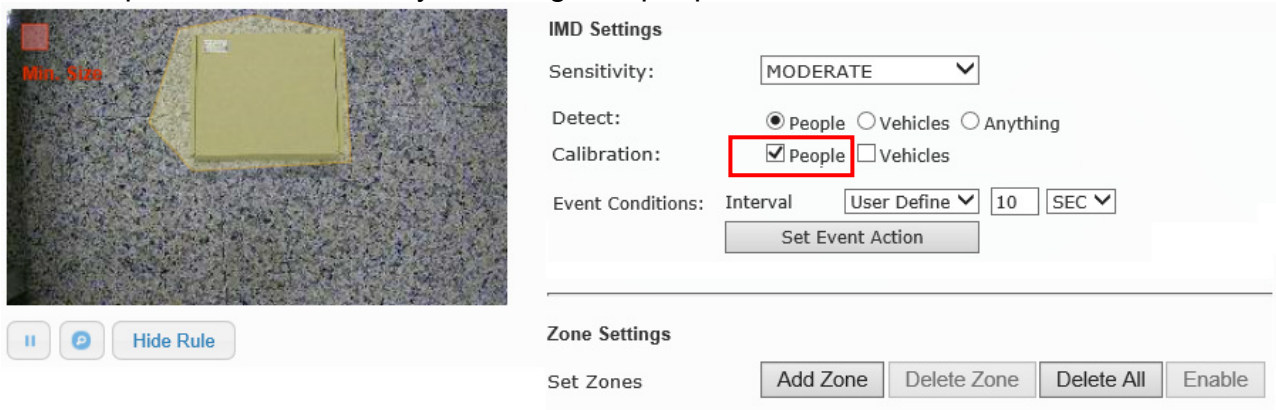 IMD Settings
Min. Size
Sensitivity: MODERATE
Detect: People Vehicles Anything
Calibration: People Vehicles
Event Conditions: Interval User Define 10 SEC
Set Event Action
Hide Rule
Zone Settings
Set Zones Add Zone Delete Zone Delete All Enable